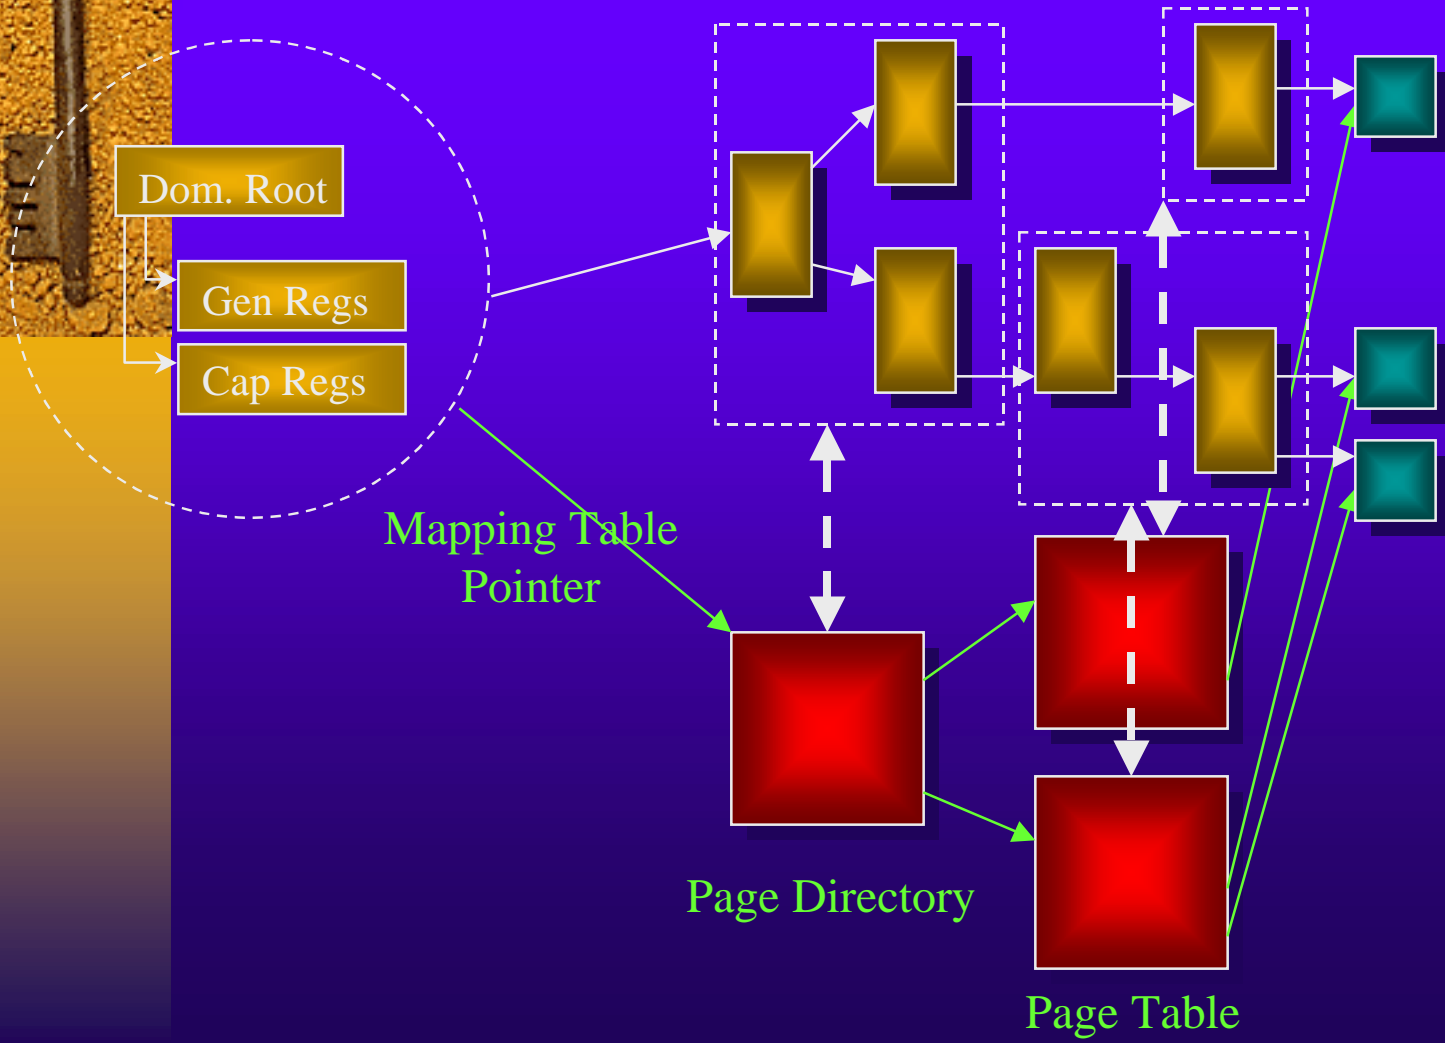 Dom. Root
Gen Regs
Cap Regs
Mapping Table
Pointer
Page Directory
Page Table